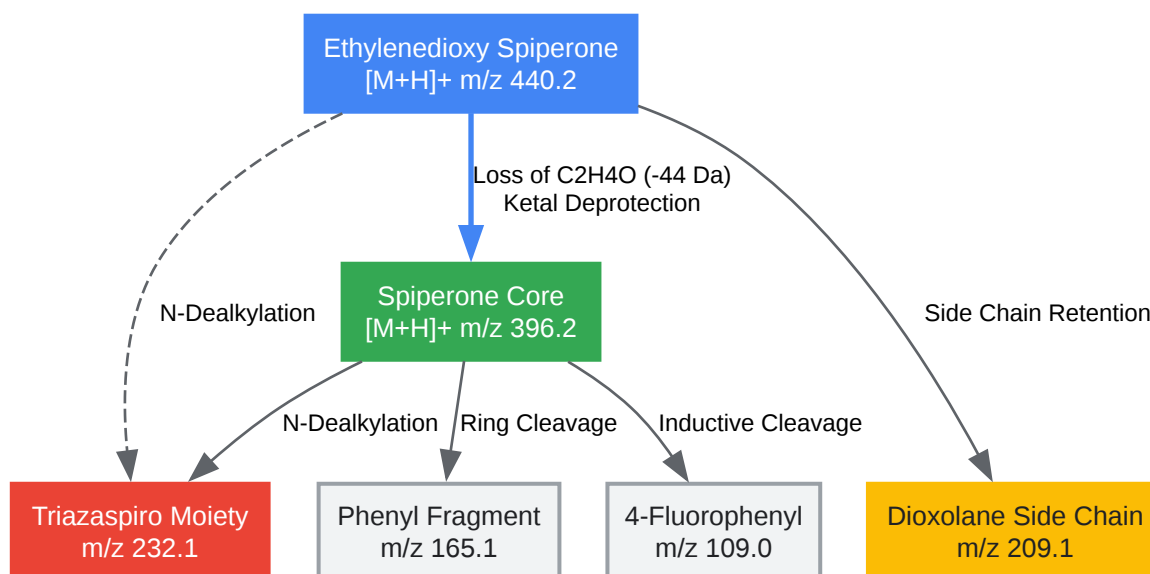 Ethylenedioxy Spiperone
[M+H]+ m/z 440.2
Loss of C2H4O (-44 Da)
Ketal Deprotection
Spiperone Core
[M+H]+ m/z 396.2
N-Dealkylation
Side Chain Retention
N-Dealkylation
Ring Cleavage
Inductive Cleavage
Triazaspiro Moiety
m/z 232.1
Phenyl Fragment
m/z 165.1
4-Fluorophenyl
m/z 109.0
Dioxolane Side Chain
m/z 209.1